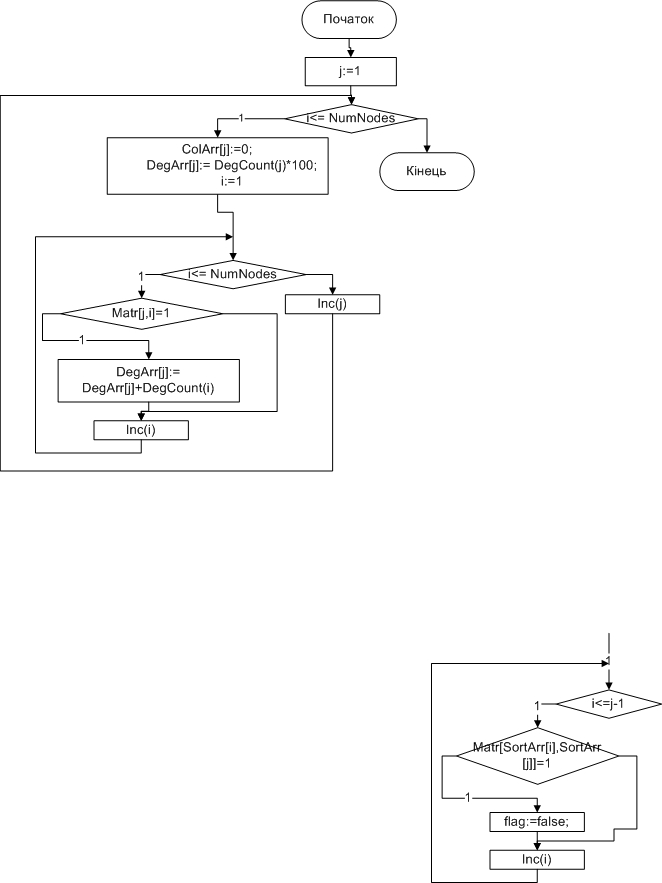 Початок
j:=1
i<= NumNodes
1
ColArr[j]:=0;
DegArr[j]:= DegCount(j)*100;
i:=1
Кінець
i<= NumNodes
1
Inc(j)
Matr[j,i]=1
1
DegArr[j]:=
DegArr[j]+DegCount(i)
Inc(i)
1
i<=j-1
1
Matr[SortArr[i],SortArr
[j]]=1
1
flag:=false;
Inc(i)